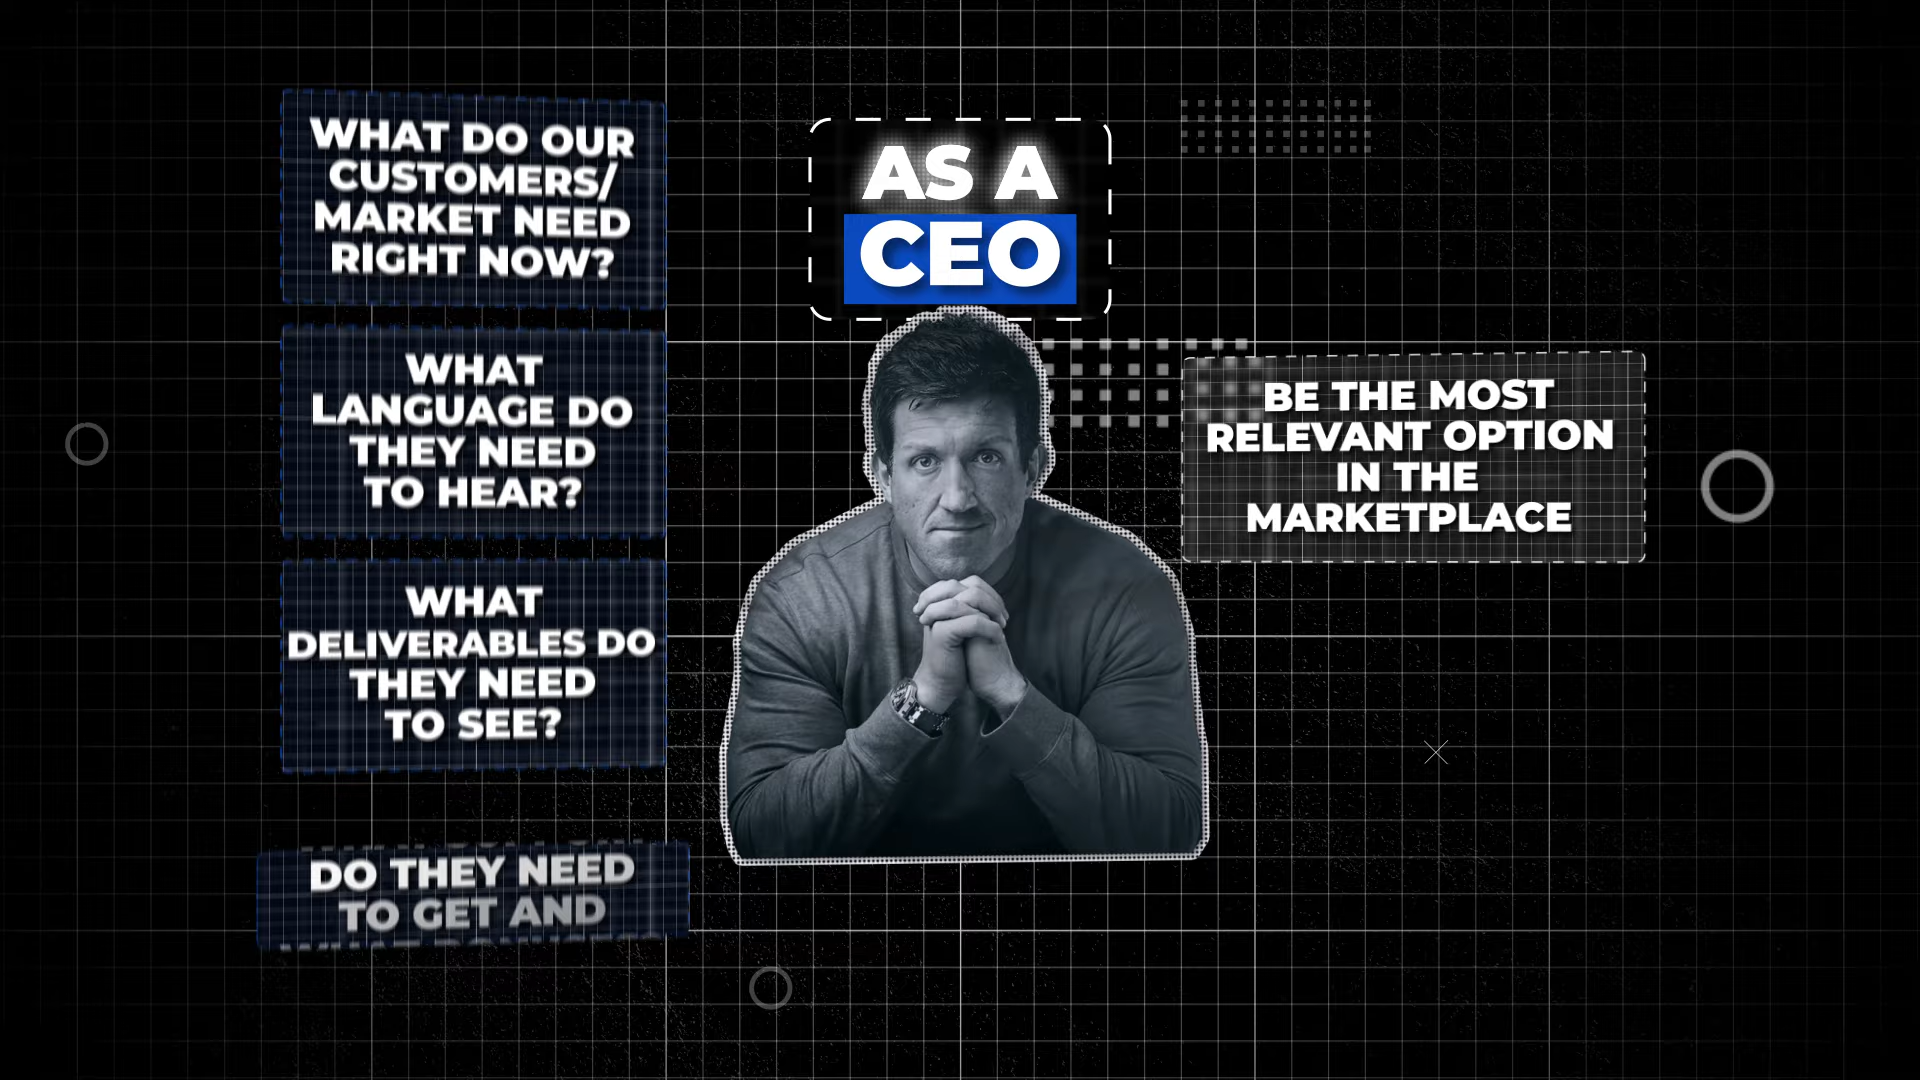 WHAT DO OUR
CUSTOMERS/
MARKET NEED
RIGHT NOW?
WHAT
LANGUAGE DO
THEY NEED
TO HEAR?
WHAT
DELIVERABLES DO
THEY NEED
TO SEE?
DO THEY NEED
TO GET AND
AS A
CEO
BE THE MOST
RELEVANT OPTION
IN THE
MARKETPLACE